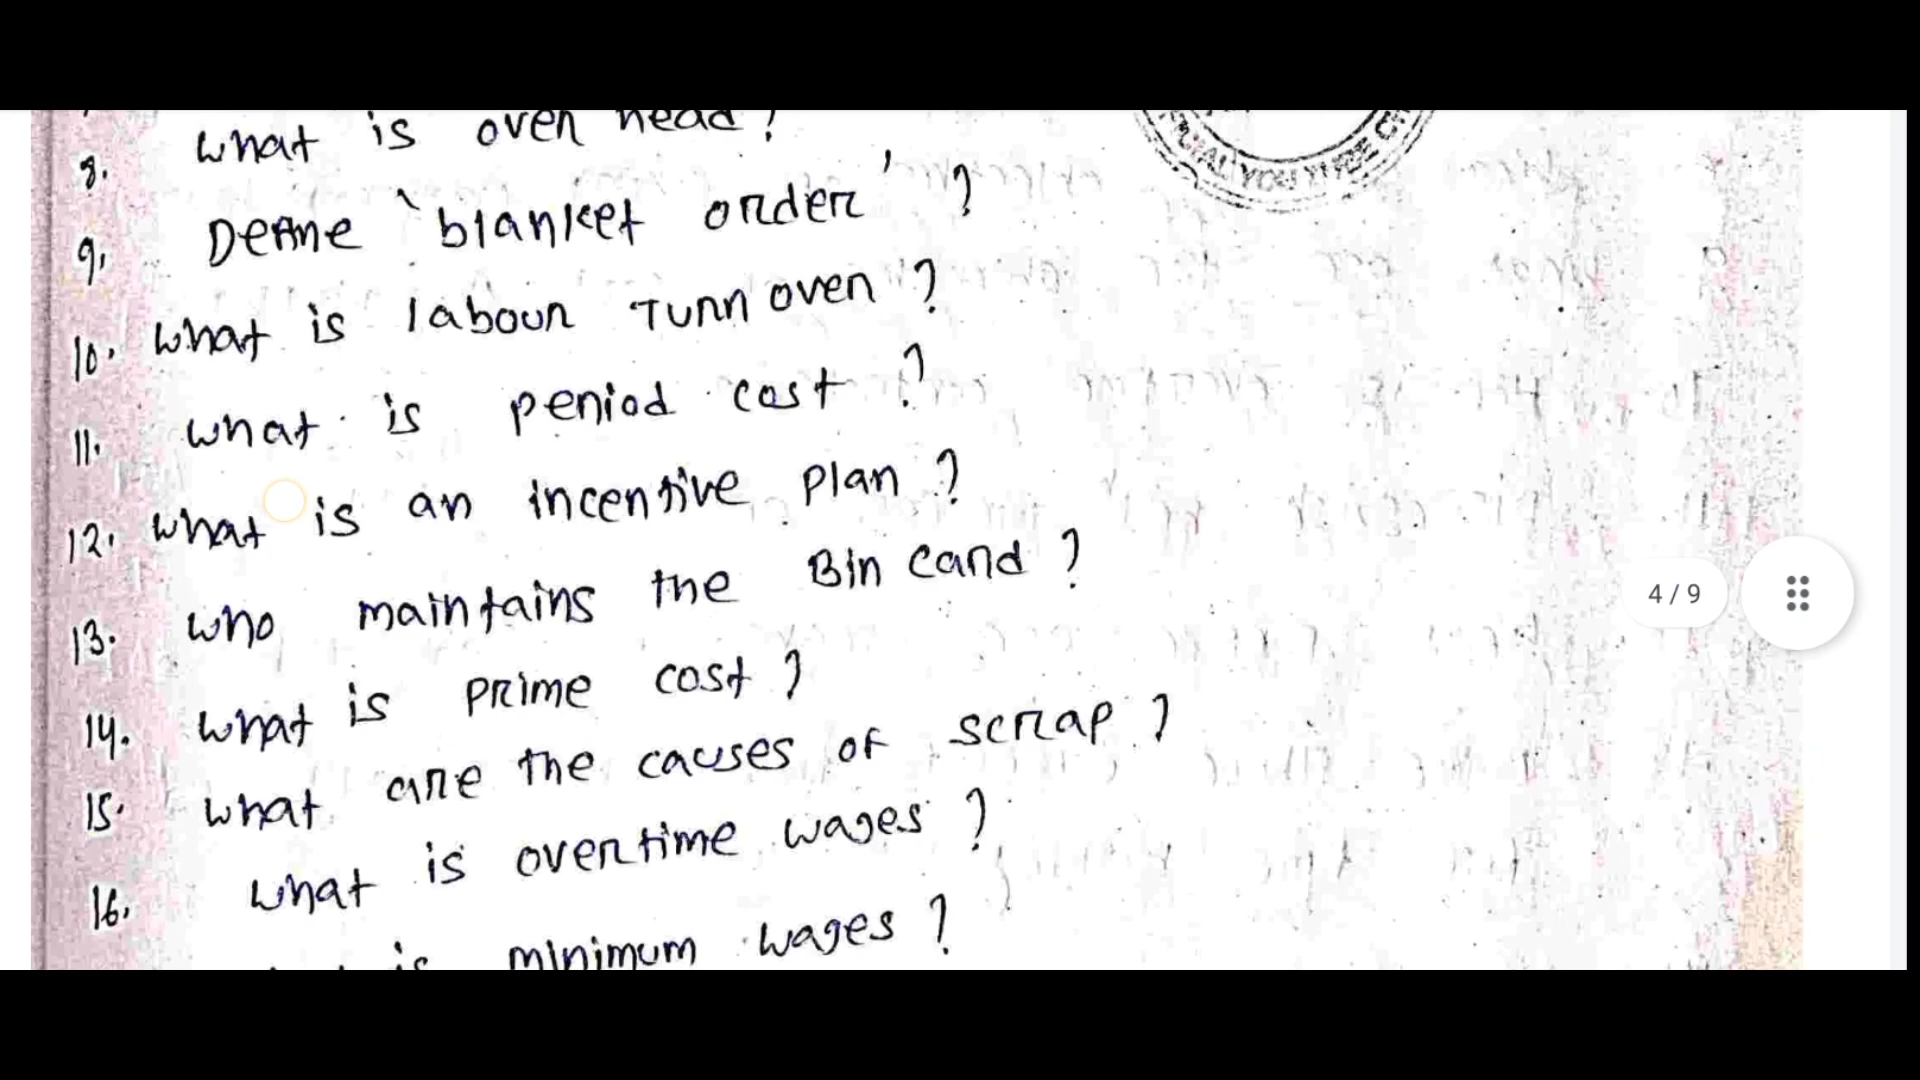 what is over head?
8.
Define `blanket order' ?
9.
what is labour Turn over ?
10.
what is period cost ?
11.
what is an incentive plan ?
12.
who maintains the Bin card ?
13.
what is prime cost ?
14.
what are the causes of scrap ?
15.
what is overtime wages ?
16.
is minimum wages ?
4 / 9